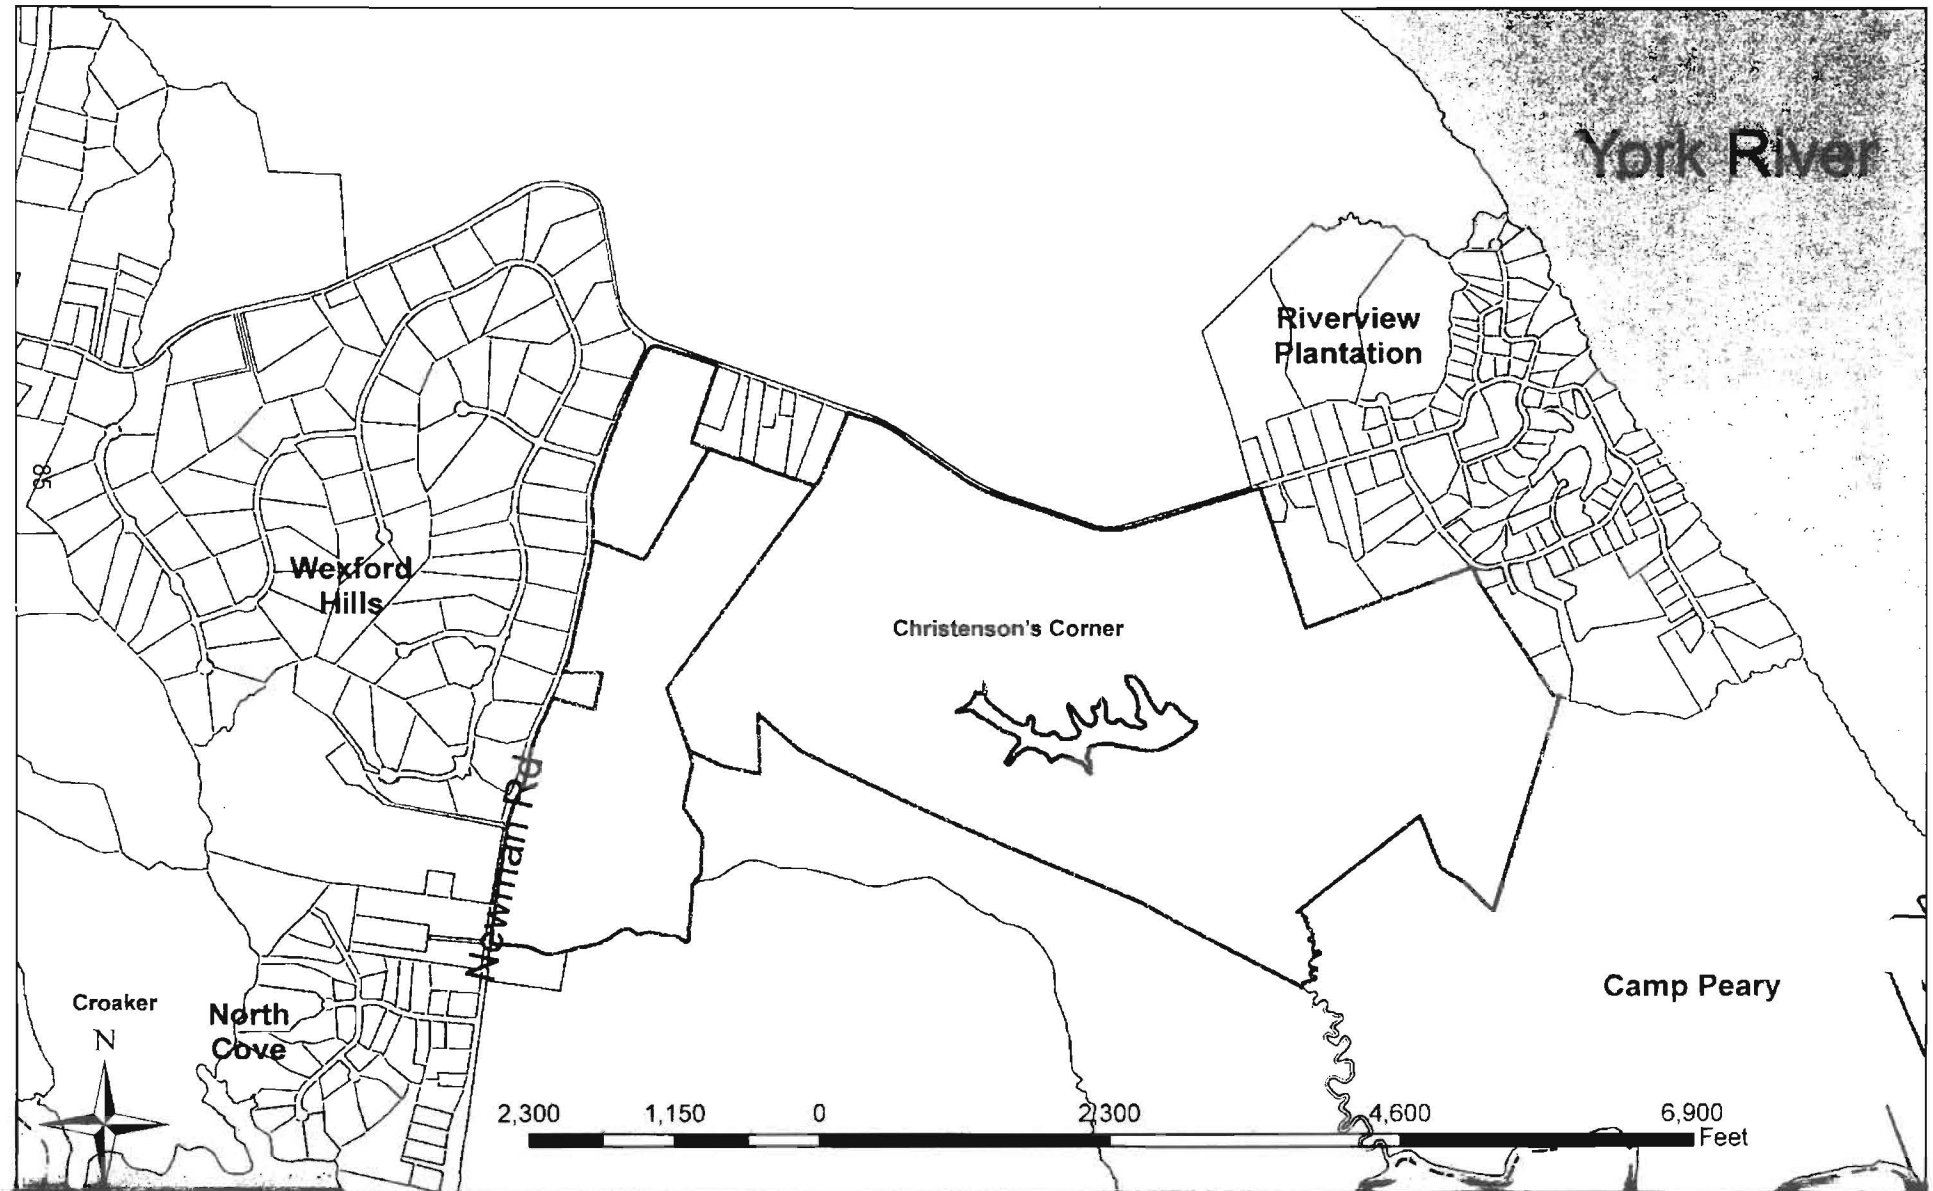 York River
Riverview
Plantation
Wexford
Hills
Christenson's Corner
Newman Rd
Camp Peary
Croaker
North
Cove
N
2,300 1,150 0 2,300 4,600 6,900
Feet